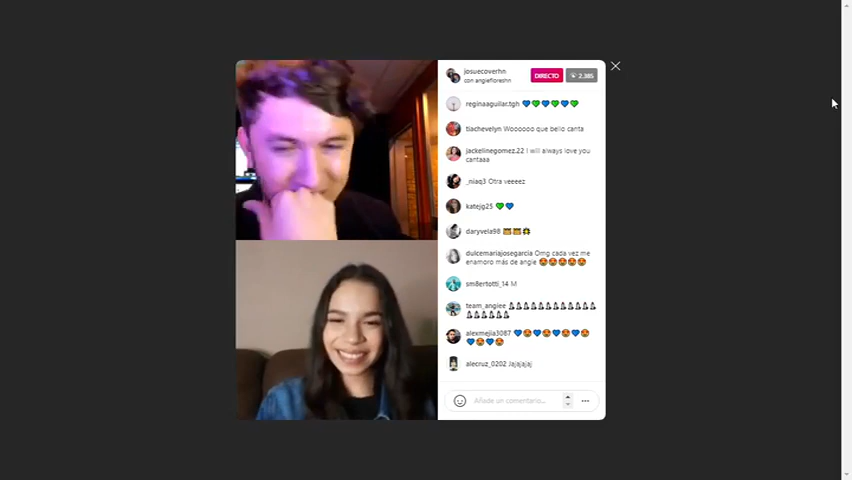 josuecoverhn
con angiefloreshn
DIRECTO
2.385
reginaaguilar.tgh 💙💚💙💚💙💚
tiachevelyn Woooooo que bello canta
jackelinegomez.22 I will always love you
cantaaa
_niaq3 Otra veeeez
katejg25 💚💙
daryvela98
dulcemariajosegarcia Omg cada vez me
enamoro más de angie 😍😍😍😍😍
sm8ertotti_14 M
team_angiee
alexmejia3087 💙😍💙😍💙😍💙😍
💙😍💙😍
alecruz_0202 Jajajajaj
Añade un comentario...